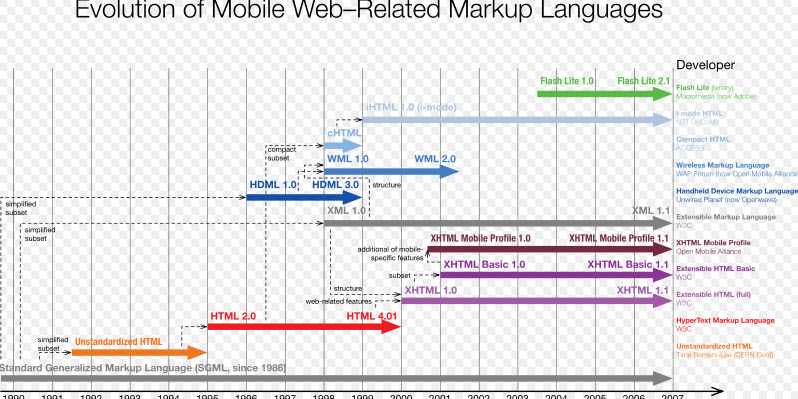 Evolution of Mobile Web–Related Markup Languages
Developer
Flash Lite 1.0
Flash Lite 2.1
Flash Lite (binary)
Macromedia (now Adobe)
iHTML 1.0 (i-mode)
i-mode HTML
NTT DoCoMo
cHTML
Compact HTML
ACCESS
compact
subset
WML 1.0
WML 2.0
Wireless Markup Language
WAP Forum (now Open Mobile Alliance
HDML 1.0
HDML 3.0
structure
Handheld Device Markup Language
Unwired Planet (now Openwave)
simplified
subset
XML 1.0
XML 1.1
Extensible Markup Language
W3C
simplified
subset
XHTML Mobile Profile 1.0
XHTML Mobile Profile 1.1
XHTML Mobile Profile
Open Mobile Alliance
additional of mobile-
specific features
XHTML Basic 1.0
XHTML Basic 1.1
Extensible HTML Basic
W3C
subset
structure
XHTML 1.0
XHTML 1.1
Extensible HTML (full)
W3C
web-related features
HTML 2.0
HTML 4.01
HyperText Markup Language
W3C
simplified
subset
Unstandardized HTML
Unstandardized HTML
Time Berners-Lee (CERN Genf)
Standard Generalized Markup Language (SGML, since 1986)
1990 1991 1992 1993 1994 1995 1996 1997 1998 1999 2000 2001 2002 2003 2004 2005 2006 2007